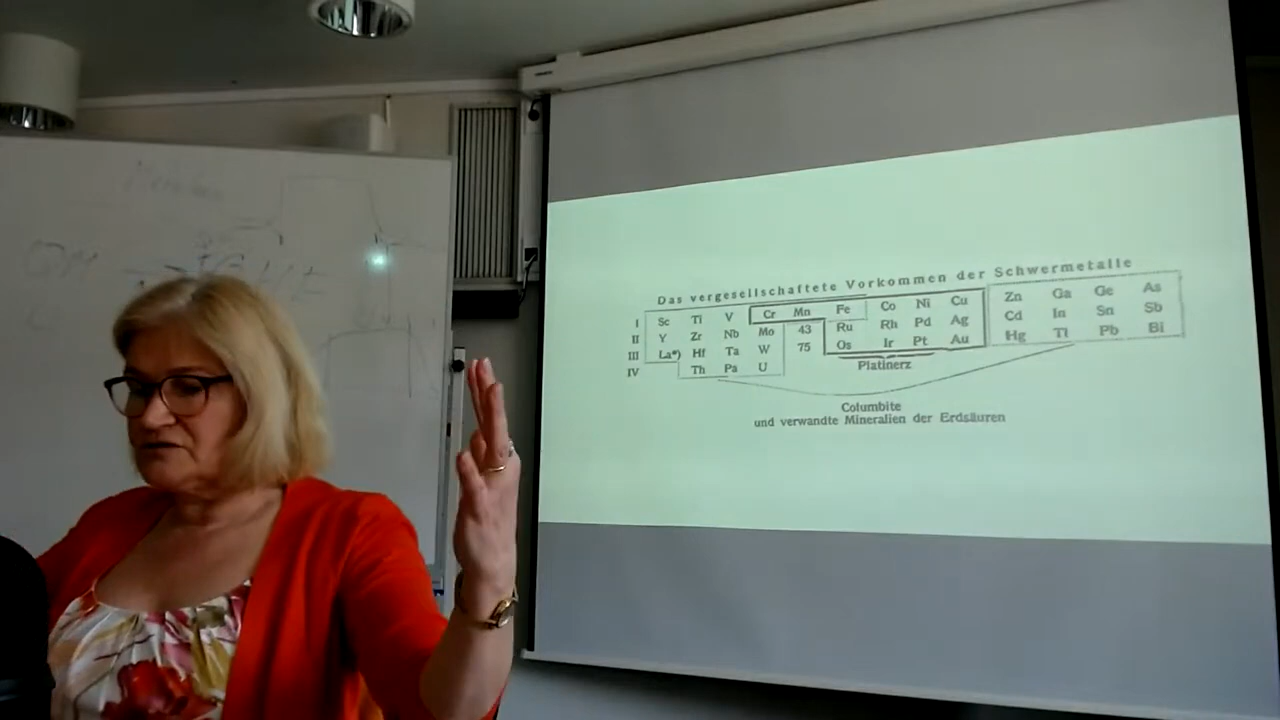 Das vergesellschaftete Vorkommen der Schwermetalle
I Sc Ti V Cr Mn Fe Co Ni Cu Zn Ga Ge As
II Y Zr Nb Mo 43 Ru Rh Pd Ag Cd In Sn Sb
III La*) Hf Ta W 75 Os Ir Pt Au Hg Tl Pb Bi
IV Th Pa U
Platinerz
Columbite
und verwandte Mineralien der Erdsäuren